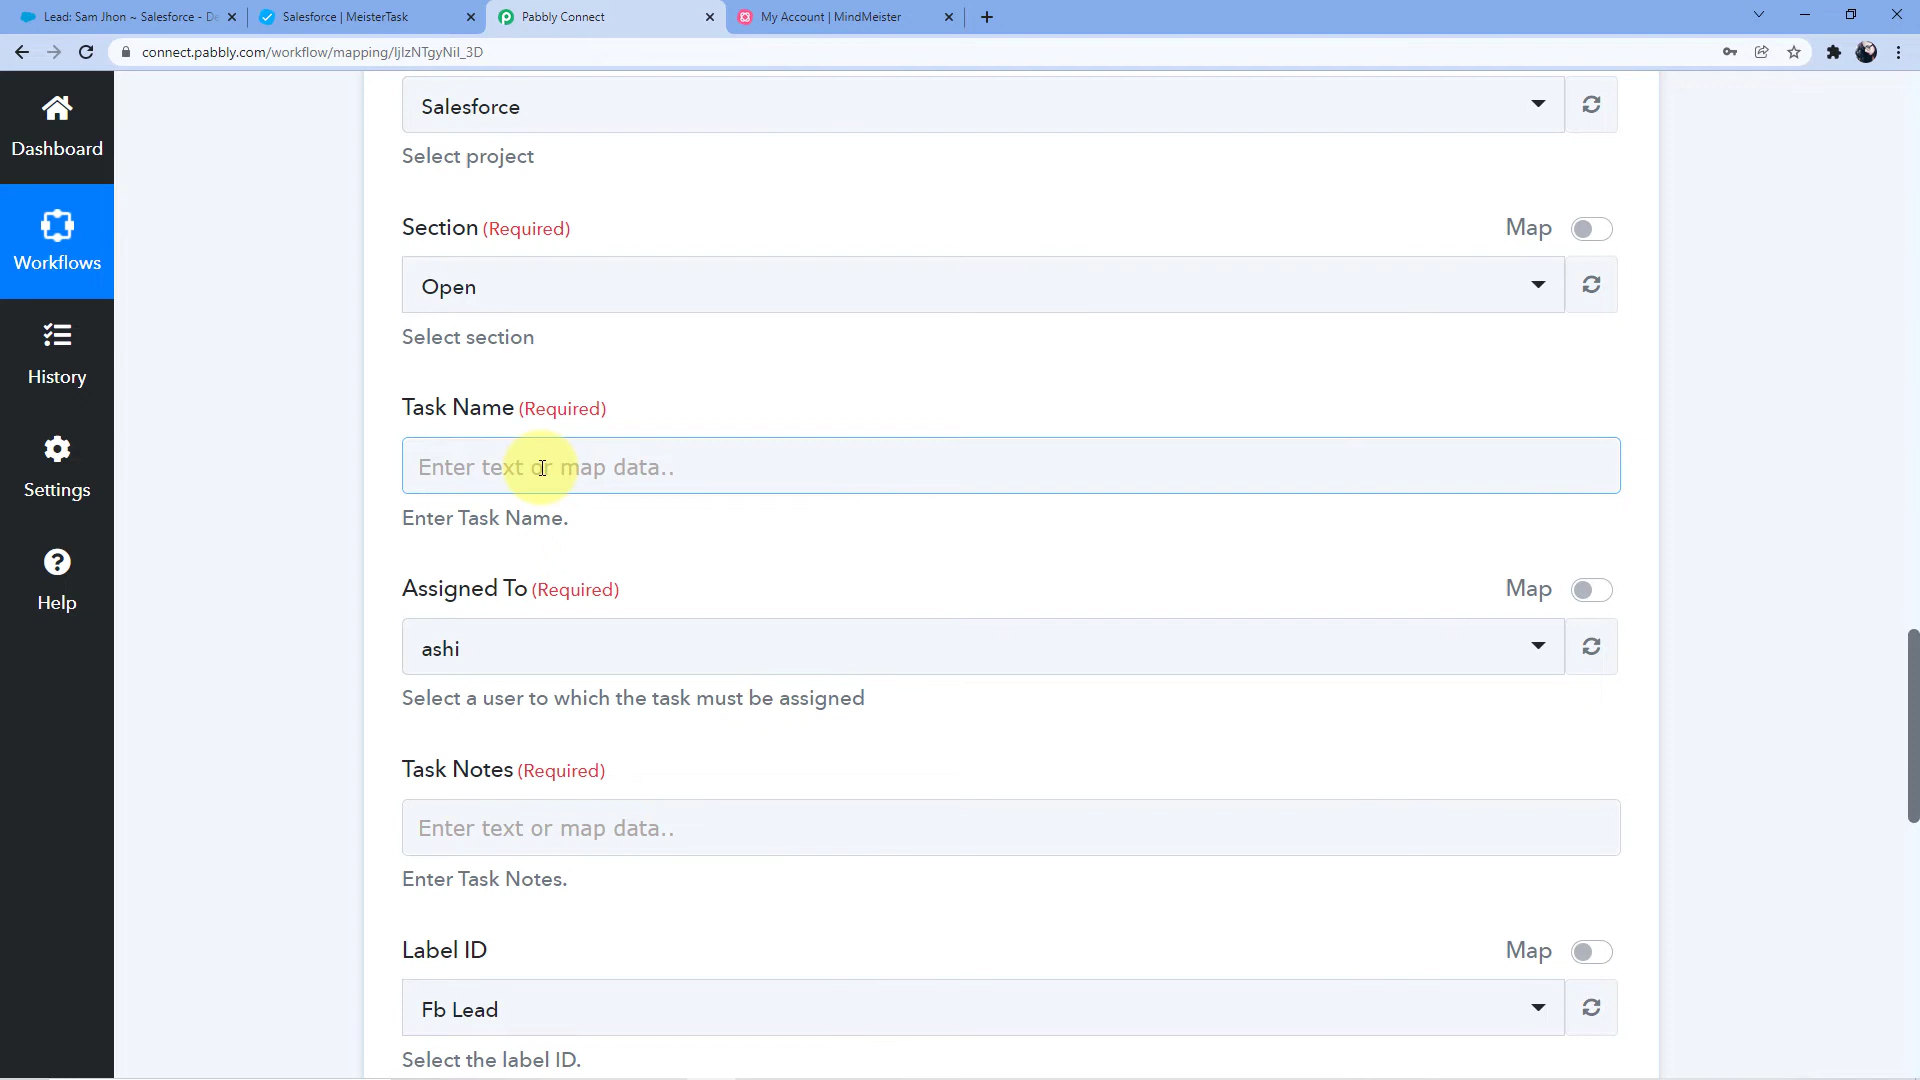 Lead: Sam Jhon ~ Salesforce - De
Salesforce | MeisterTask
Pabbly Connect
My Account | MindMeister
connect.pabbly.com/workflow/mapping/IjIzNTgyNiI_3D
Dashboard
Workflows
History
Settings
Help
Salesforce
Select project
Section (Required)
Map
Open
Select section
Task Name (Required)
Enter text or map data..
Enter Task Name.
Assigned To (Required)
Map
ashi
Select a user to which the task must be assigned
Task Notes (Required)
Enter text or map data..
Enter Task Notes.
Label ID
Map
Fb Lead
Select the label ID.